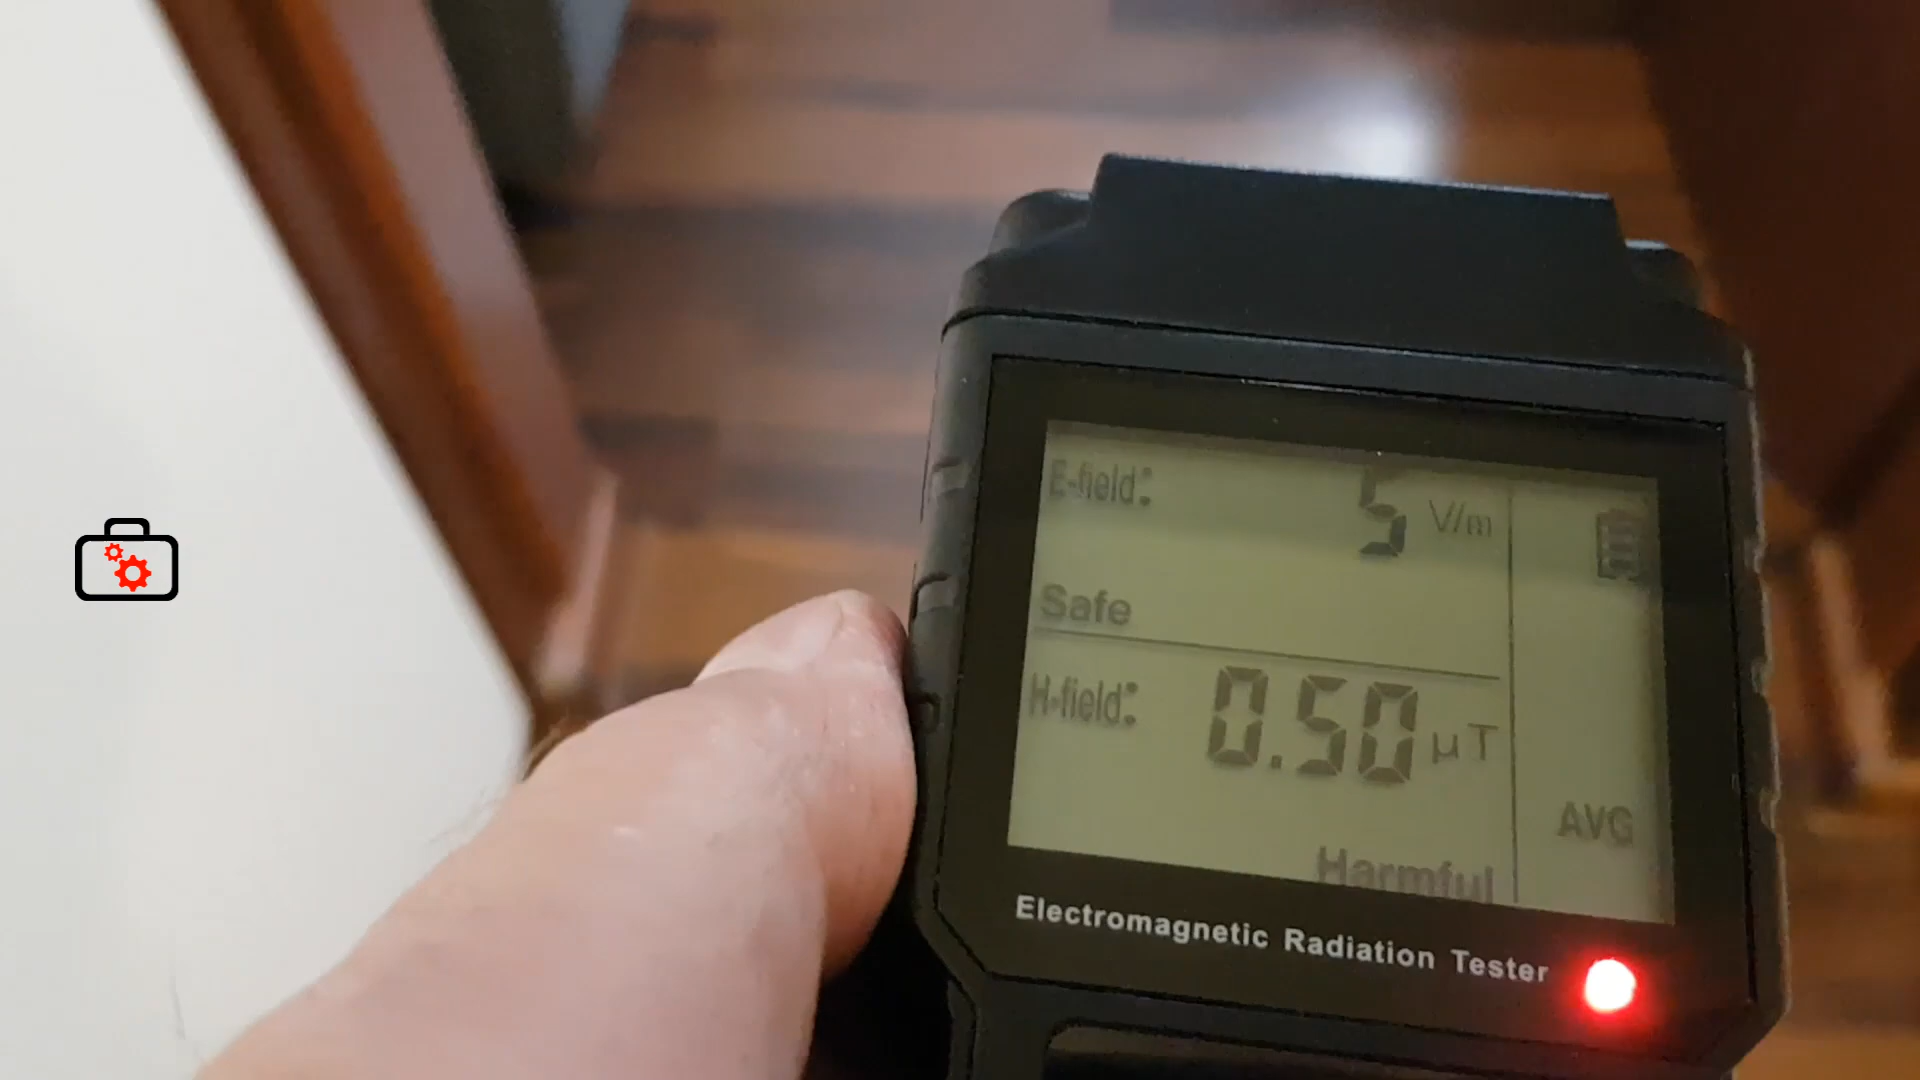 E-field: 5 V/m
Safe
H-field: 0.50 µT
AVG
Harmful
Electromagnetic Radiation Tester